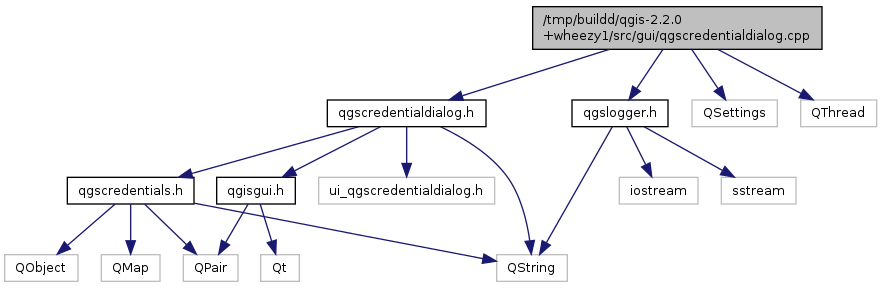 /tmp/buildd/qgis-2.2.0
+wheezy1/src/gui/qgscredentialdialog.cpp
qgscredentialdialog.h
qgslogger.h
QSettings
QThread
qgscredentials.h
qgisgui.h
ui_qgscredentialdialog.h
iostream
sstream
QObject
QMap
QPair
Qt
QString